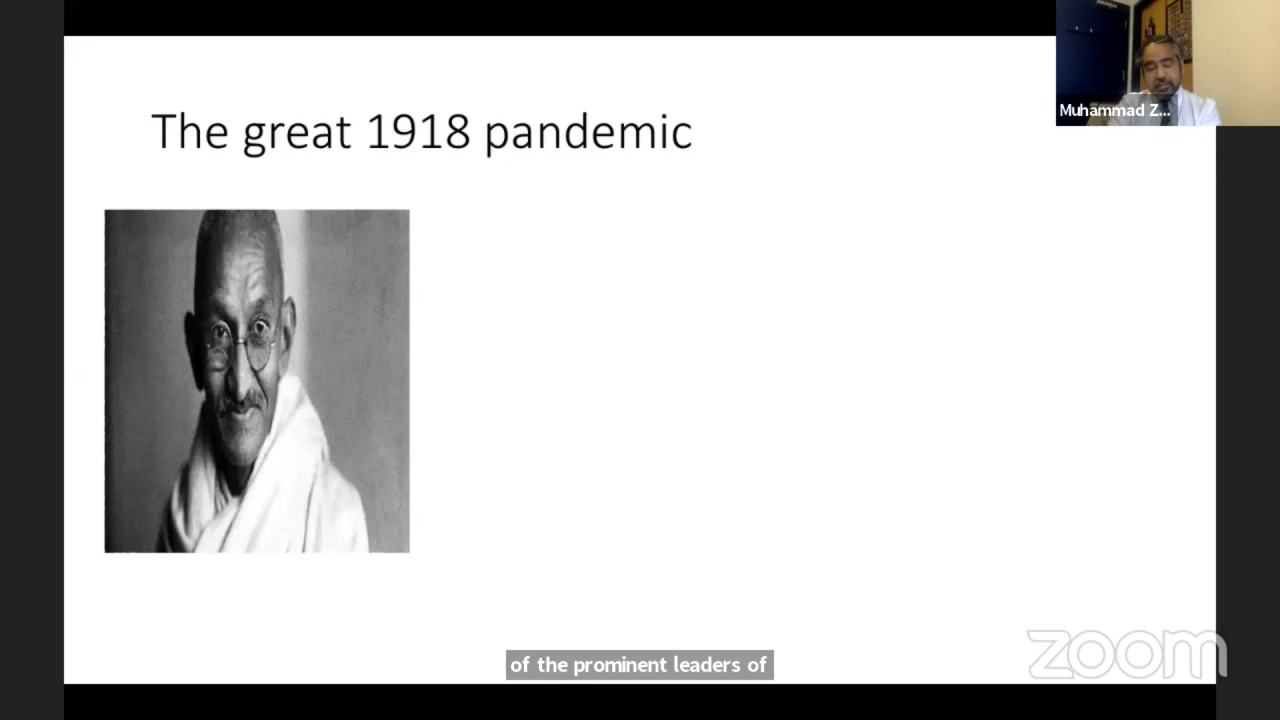 The great 1918 pandemic
Muhammad Z...
of the prominent leaders of
zoom